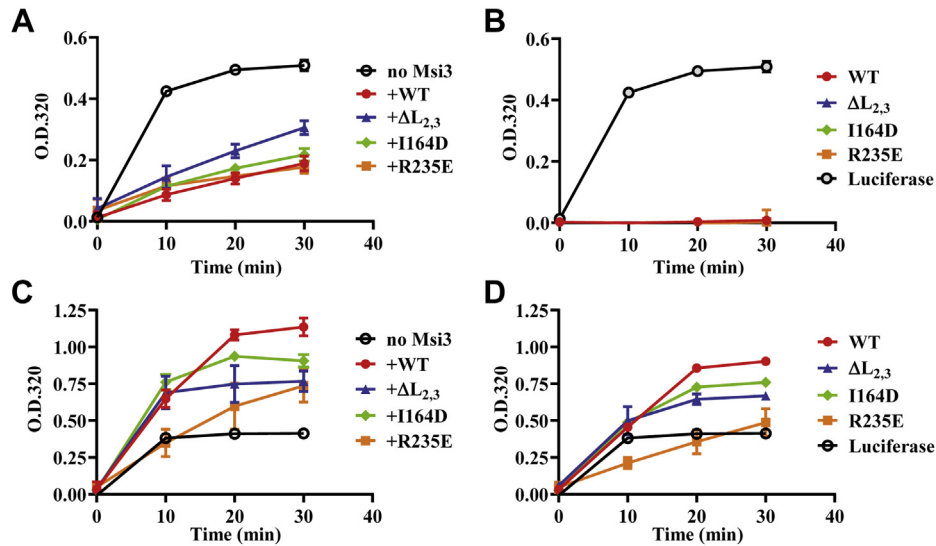 A
0.6
0.4
0.2
0.0
O.D.320
0 10 20 30 40
Time (min)
no Msi3
+WT
+ΔL2,3
+I164D
+R235E
B
0.6
0.4
0.2
0.0
O.D.320
0 10 20 30 40
Time (min)
WT
ΔL2,3
I164D
R235E
Luciferase
C
1.25
1.00
0.75
0.50
0.25
0.00
O.D.320
0 10 20 30 40
Time (min)
no Msi3
+WT
+ΔL2,3
+I164D
+R235E
D
1.25
1.00
0.75
0.50
0.25
0.00
O.D.320
0 10 20 30 40
Time (min)
WT
ΔL2,3
I164D
R235E
Luciferase